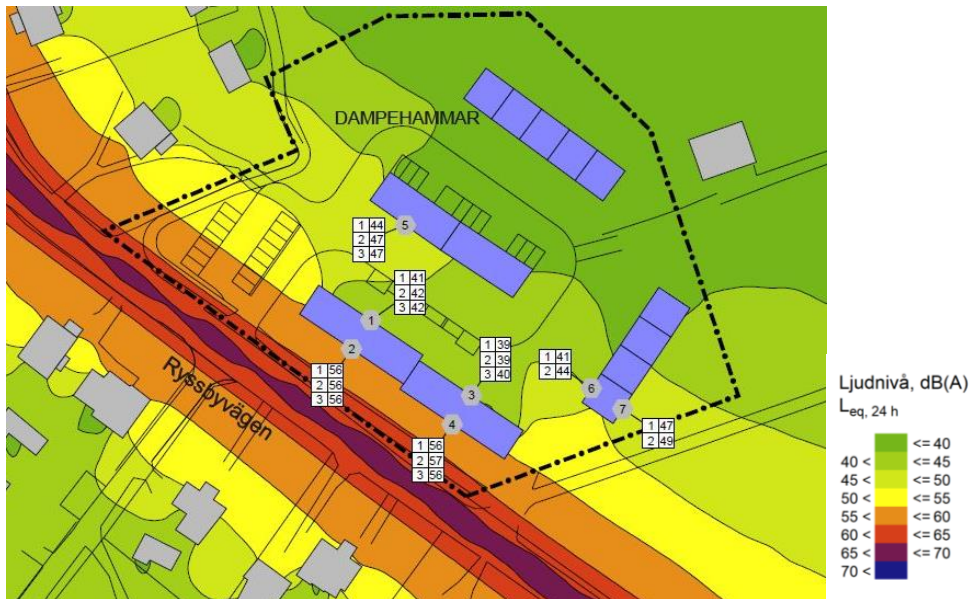 DAMPEHAMMAR
1 44
2 47
3 47
5
1 41
2 42
3 42
1
2
1 56
2 56
3 56
1 39
2 39
3 40
3
4
1 41
2 44
6
7
1 47
2 49
1 56
2 57
3 56
Ryssbyvägen
Ljudnivå, dB(A)
Leq, 24 h
<= 40
40 < <= 45
45 < <= 50
50 < <= 55
55 < <= 60
60 < <= 65
65 < <= 70
70 <